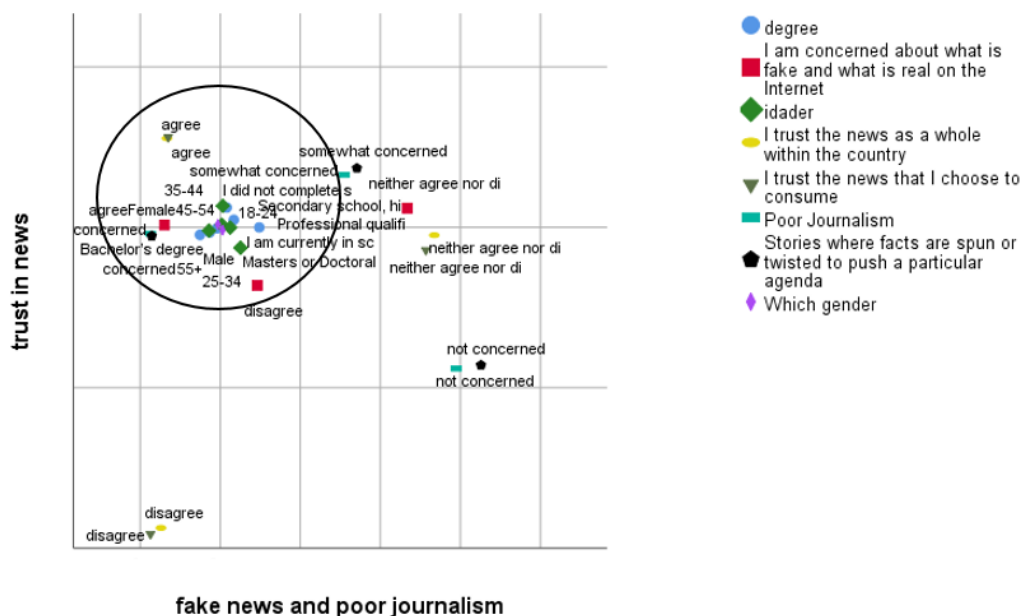 degree
I am concerned about what is
fake and what is real on the
Internet
idader
I trust the news as a whole
within the country
I trust the news that I choose to
consume
Poor Journalism
Stories where facts are spun or
twisted to push a particular
agenda
Which gender
trust in news
agree
agree
somewhat concerned
somewhat concerned
neither agree nor di
35-44
I did not complete s
Secondary school, hi
18-24
agree
Female
45-54
Professional qualifi
concerned
I am currently in sc
neither agree nor di
Bachelor's degree
Male
Masters or Doctoral
neither agree nor di
concerned
55+
25-34
disagree
not concerned
not concerned
disagree
disagree
fake news and poor journalism